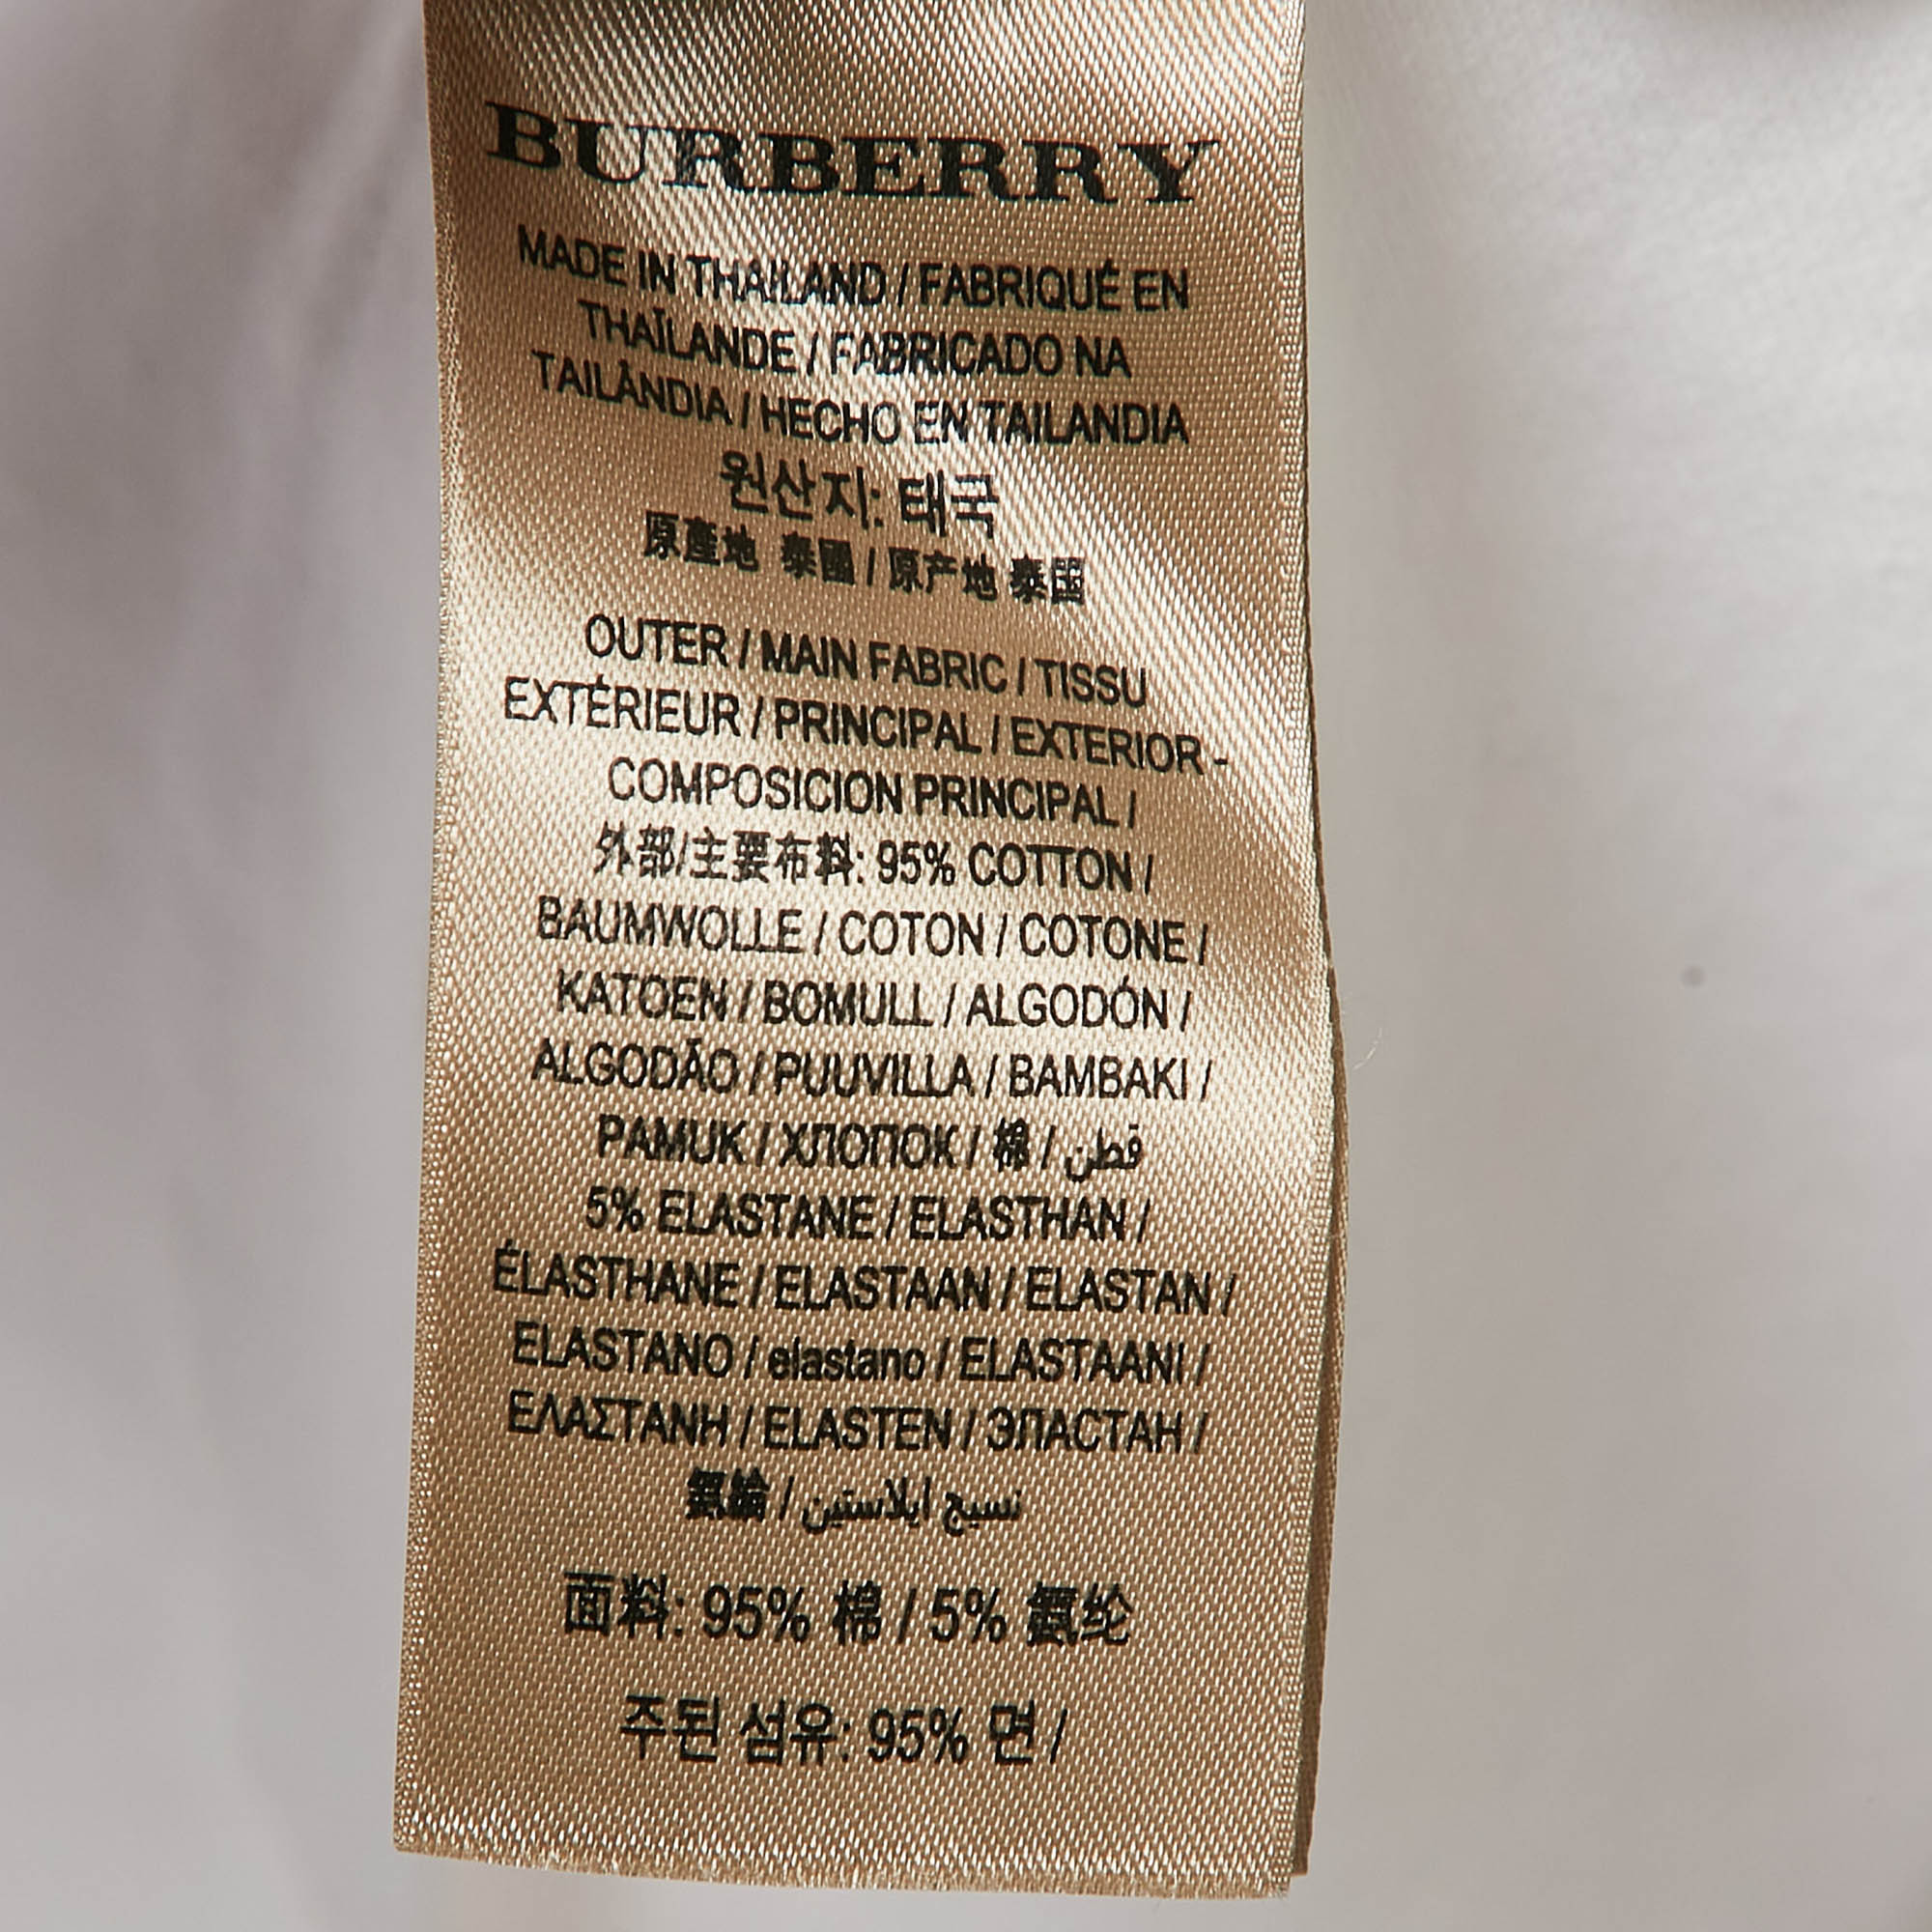 BURBERRY
MADE IN THAILAND / FABRIQUÉ EN
THAÏLANDE / FABRICADO NA
TAILÂNDIA / HECHO EN TAILANDIA
원산지: 태국
原產地 泰國 / 原产地 泰国
OUTER / MAIN FABRIC / TISSU
EXTÉRIEUR / PRINCIPAL / EXTERIOR -
COMPOSICION PRINCIPAL /
外部/主要布料: 95% COTTON /
BAUMWOLLE / COTON / COTONE /
KATOEN / BOMULL / ALGODÓN /
ALGODÃO / PUUVILLA / BAMBAKI /
PAMUK / ХЛОПОК / 棉 / قطن
5% ELASTANE / ELASTHAN /
ÉLASTHANE / ELASTAAN / ELASTAN /
ELASTANO / elastano / ELASTAANI /
ΕΛΑΣΤΑΝΗ / ELASTEN / ЭЛАСТАН /
氨綸 / نسيج ايلاستين
面料: 95% 棉 / 5% 氨纶
주된 섬유: 95% 면 /